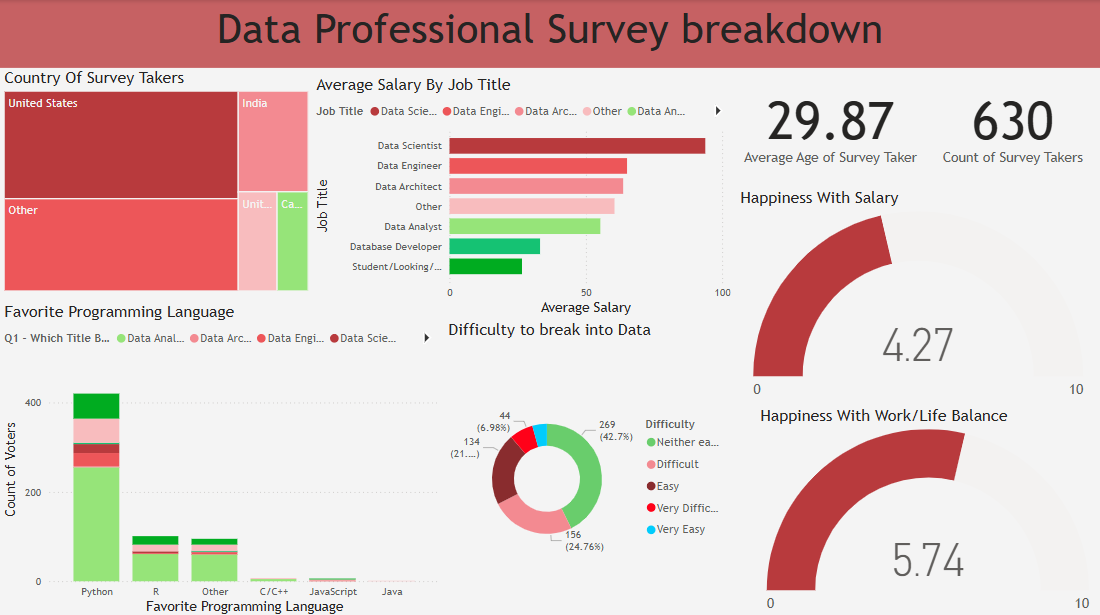 Data Professional Survey breakdown
Country Of Survey Takers
United States
India
Other
Unit...
Ca...
Average Salary By Job Title
Job Title Data Scie... Data Engi... Data Arc... Other Data An...
Job Title
Data Scientist
Data Engineer
Data Architect
Other
Data Analyst
Database Developer
Student/Looking/...
0 50 100
Average Salary
29.87
Average Age of Survey Taker
630
Count of Survey Takers
Happiness With Salary
4.27
0 10
Favorite Programming Language
Q1 - Which Title B... Data Anal... Data Arc... Data Engi... Data Scie...
Count of Voters
400
200
0
Python R Other C/C++ JavaScript Java
Favorite Programming Language
Difficulty to break into Data
44
(6.98%)
269
(42.7%)
134
(21....)
156
(24.76%)
Difficulty
Neither ea...
Difficult
Easy
Very Diffic...
Very Easy
Happiness With Work/Life Balance
5.74
0 10